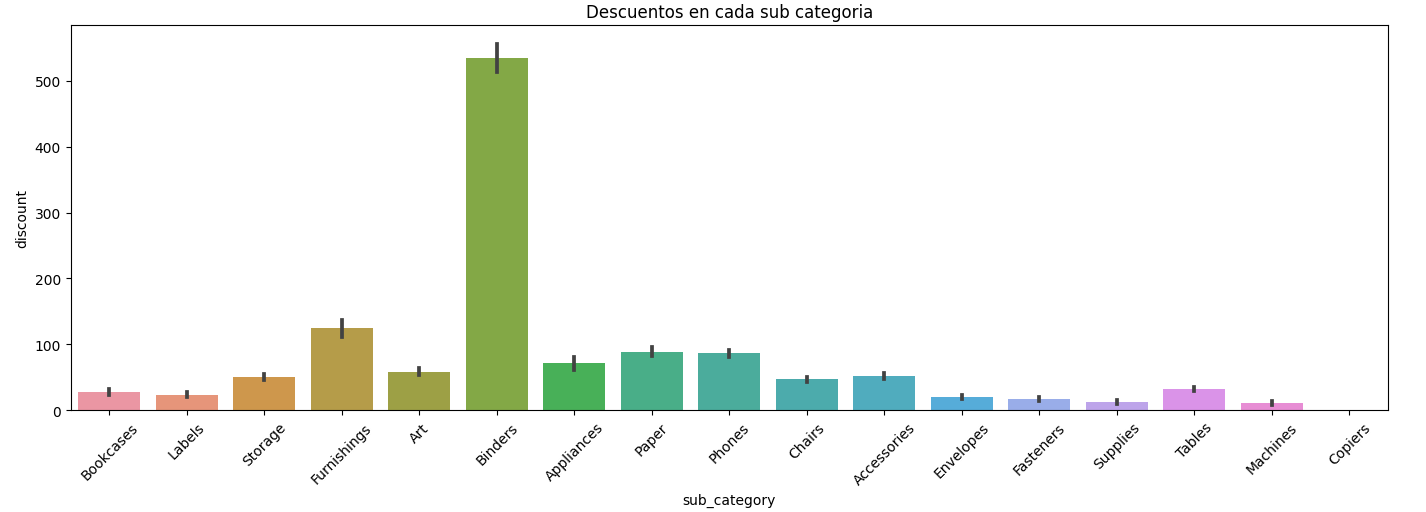 Descuentos en cada sub categoria
discount
500
400
300
200
100
0
Bookcases
Labels
Storage
Furnishings
Art
Binders
Appliances
Paper
Phones
Chairs
Accessories
Envelopes
Fasteners
Supplies
Tables
Machines
Copiers
sub_category